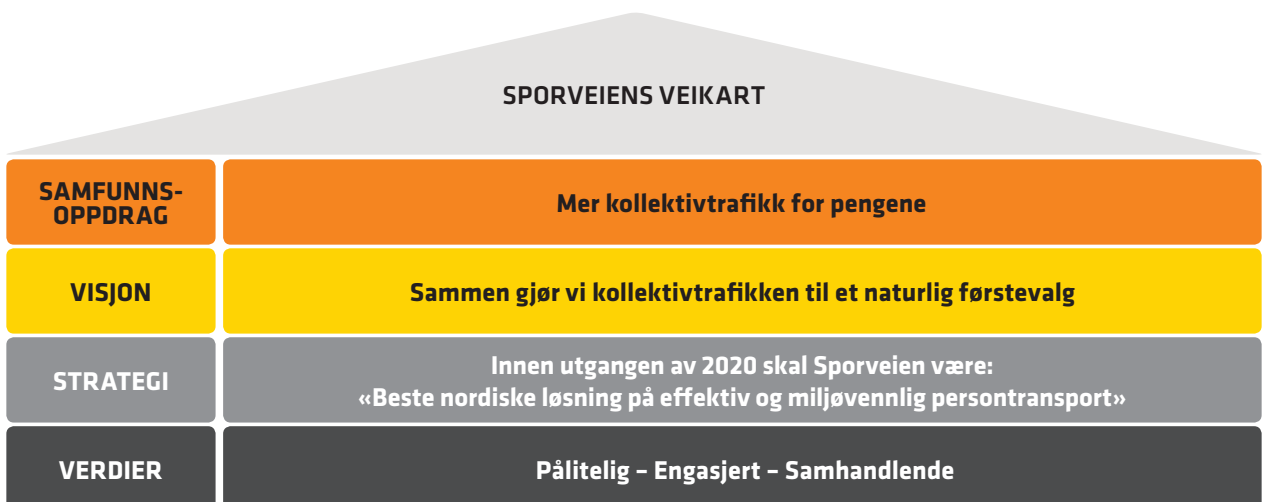 SPORVEIENS VEIKART
SAMFUNNS-
OPPDRAG
Mer kollektivtrafikk for pengene
VISJON
Sammen gjør vi kollektivtrafikken til et naturlig førstevalg
STRATEGI
Innen utgangen av 2020 skal Sporveien være:
«Beste nordiske løsning på effektiv og miljøvennlig persontransport»
VERDIER
Pålitelig – Engasjert – Samhandlende